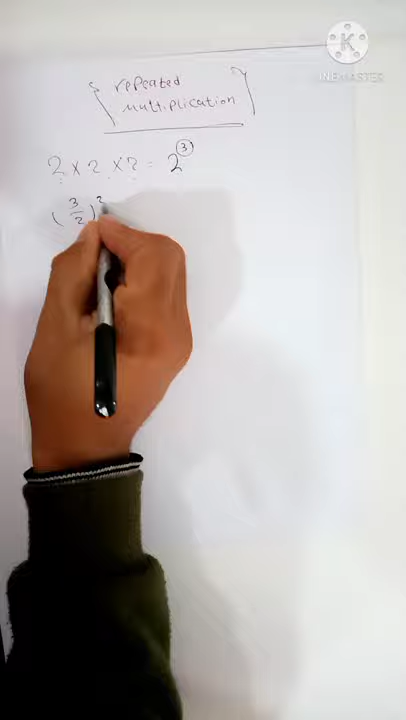 KINEMASTER
{ repeated
multiplication }
2 × 2 × 2 = 2³
(3/2)²